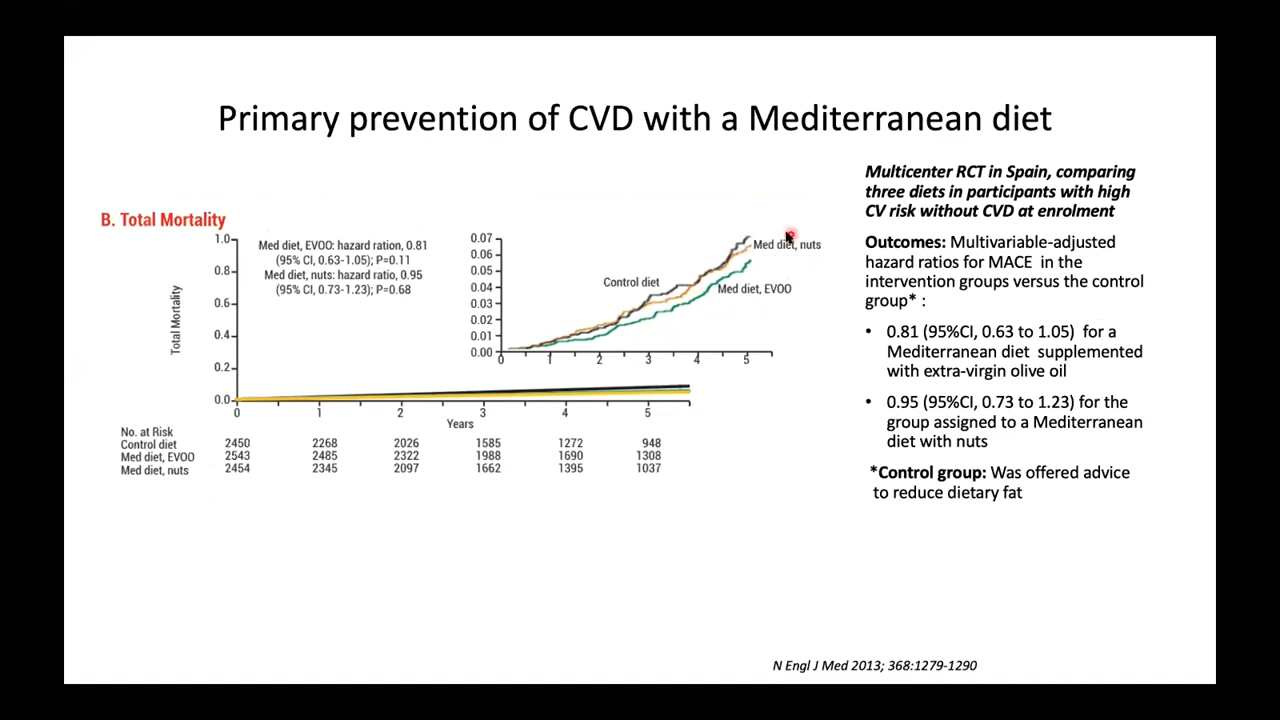 Primary prevention of CVD with a Mediterranean diet
B. Total Mortality
Total Mortality
1.0
0.8
0.6
0.4
0.2
0.0
Med diet, EVOO: hazard ration, 0.81
(95% CI, 0.63-1.05); P=0.11
Med diet, nuts: hazard ratio, 0.95
(95% CI, 0.73-1.23); P=0.68
0.07
0.06
0.05
0.04
0.03
0.02
0.01
0.00
Med diet, nuts
Control diet
Med diet, EVOO
0 1 2 3 4 5
0 1 2 3 4 5
Years
No. at Risk
Control diet 2450 2268 2026 1585 1272 948
Med diet, EVOO 2543 2485 2322 1988 1690 1308
Med diet, nuts 2454 2345 2097 1662 1395 1037
Multicenter RCT in Spain, comparing
three diets in participants with high
CV risk without CVD at enrolment
Outcomes: Multivariable-adjusted
hazard ratios for MACE in the
intervention groups versus the control
group* :
• 0.81 (95%CI, 0.63 to 1.05) for a
Mediterranean diet supplemented
with extra-virgin olive oil
• 0.95 (95%CI, 0.73 to 1.23) for the
group assigned to a Mediterranean
diet with nuts
*Control group: Was offered advice
to reduce dietary fat
N Engl J Med 2013; 368:1279-1290